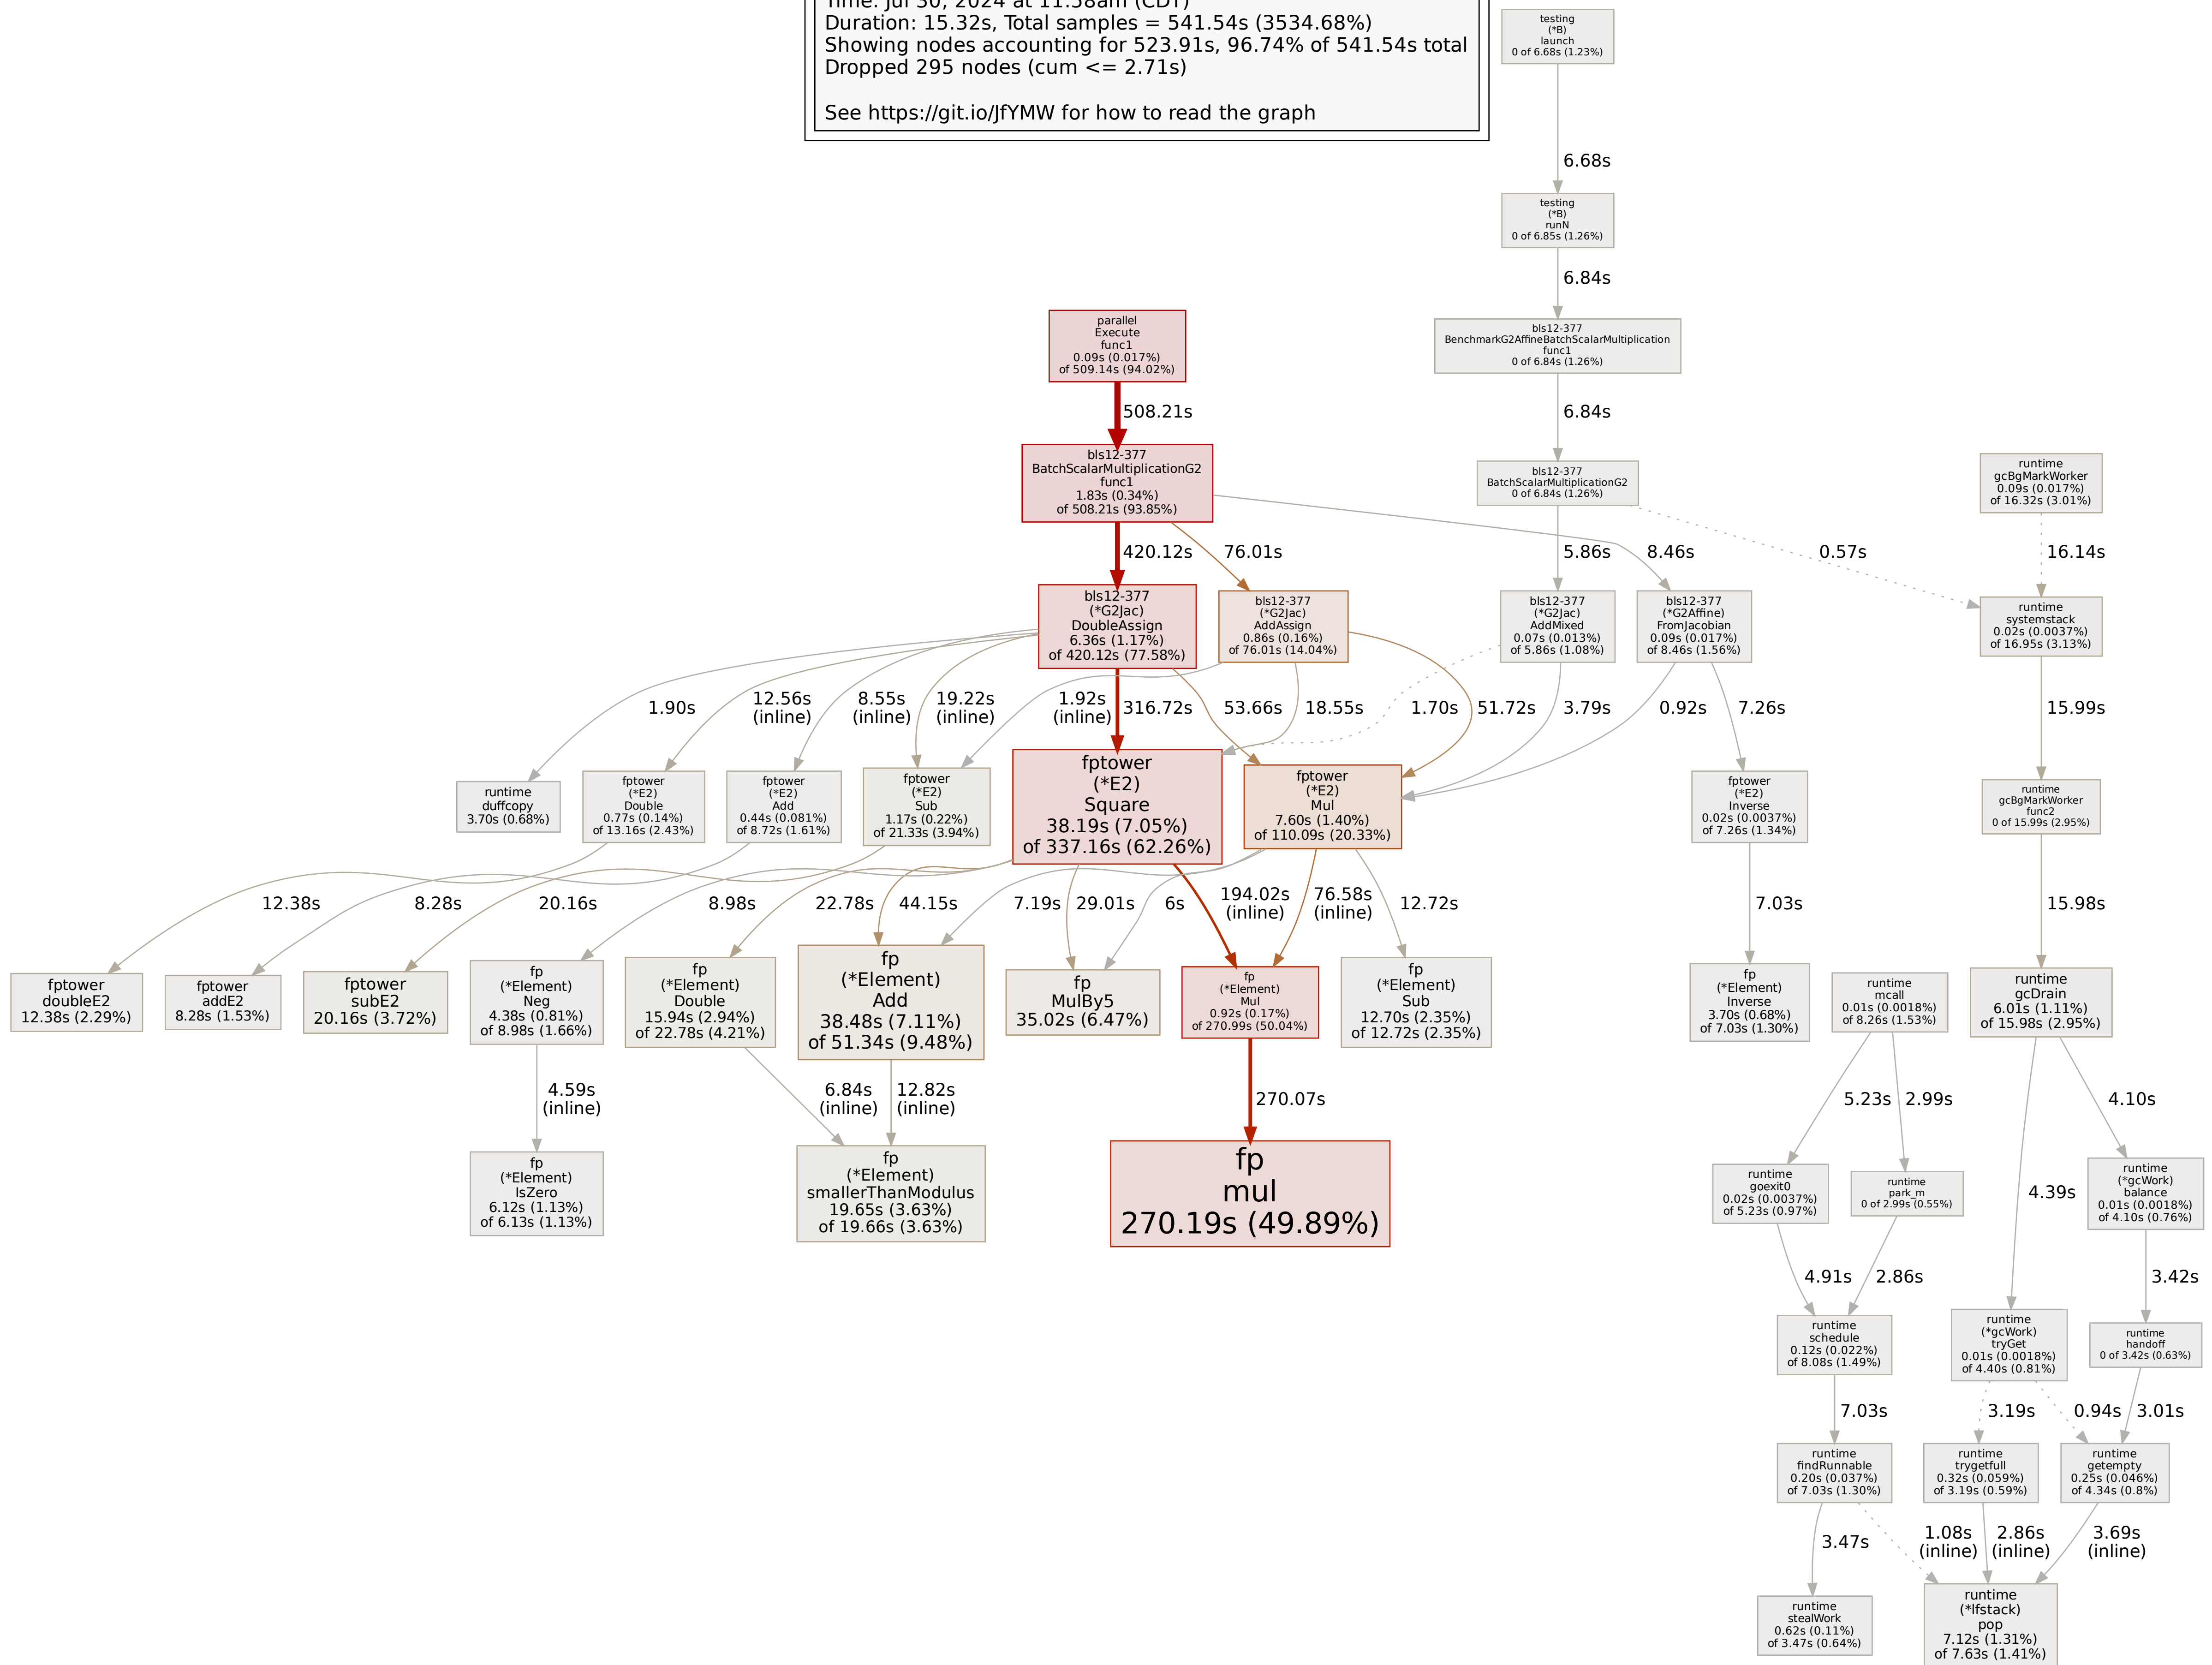 Time: Jul 30, 2024 at 11:58am (CDT)
Duration: 15.32s, Total samples = 541.54s (3534.68%)
Showing nodes accounting for 523.91s, 96.74% of 541.54s total
Dropped 295 nodes (cum <= 2.71s)
See https://git.io/JfYMW for how to read the graph
testing
(*B)
launch
0 of 6.68s (1.23%)
6.68s
testing
(*B)
runN
0 of 6.85s (1.26%)
6.84s
parallel
Execute
func1
0.09s (0.017%)
of 509.14s (94.02%)
bls12-377
BenchmarkG2AffineBatchScalarMultiplication
func1
0 of 6.84s (1.26%)
508.21s
6.84s
bls12-377
BatchScalarMultiplicationG2
func1
1.83s (0.34%)
of 508.21s (93.85%)
bls12-377
BatchScalarMultiplicationG2
0 of 6.84s (1.26%)
runtime
gcBgMarkWorker
0.09s (0.017%)
of 16.32s (3.01%)
420.12s
76.01s
5.86s
8.46s
0.57s
16.14s
bls12-377
(*G2Jac)
DoubleAssign
6.36s (1.17%)
of 420.12s (77.58%)
bls12-377
(*G2Jac)
AddAssign
0.86s (0.16%)
of 76.01s (14.04%)
bls12-377
(*G2Jac)
AddMixed
0.07s (0.013%)
of 5.86s (1.08%)
bls12-377
(*G2Affine)
FromJacobian
0.09s (0.017%)
of 8.46s (1.56%)
runtime
systemstack
0.02s (0.0037%)
of 16.95s (3.13%)
1.90s
12.56s
(inline)
8.55s
(inline)
19.22s
(inline)
1.92s
(inline)
316.72s
53.66s
18.55s
1.70s
51.72s
3.79s
0.92s
7.26s
15.99s
runtime
duffcopy
3.70s (0.68%)
fptower
(*E2)
Double
0.77s (0.14%)
of 13.16s (2.43%)
fptower
(*E2)
Add
0.44s (0.081%)
of 8.72s (1.61%)
fptower
(*E2)
Sub
1.17s (0.22%)
of 21.33s (3.94%)
fptower
(*E2)
Square
38.19s (7.05%)
of 337.16s (62.26%)
fptower
(*E2)
Mul
7.60s (1.40%)
of 110.09s (20.33%)
fptower
(*E2)
Inverse
0.02s (0.0037%)
of 7.26s (1.34%)
runtime
gcBgMarkWorker
func2
0 of 15.99s (2.95%)
12.38s
8.28s
20.16s
8.98s
22.78s
44.15s
7.19s
29.01s
6s
194.02s
(inline)
76.58s
(inline)
12.72s
7.03s
15.98s
fptower
doubleE2
12.38s (2.29%)
fptower
addE2
8.28s (1.53%)
fptower
subE2
20.16s (3.72%)
fp
(*Element)
Neg
4.38s (0.81%)
of 8.98s (1.66%)
fp
(*Element)
Double
15.94s (2.94%)
of 22.78s (4.21%)
fp
(*Element)
Add
38.48s (7.11%)
of 51.34s (9.48%)
fp
MulBy5
35.02s (6.47%)
fp
(*Element)
Mul
0.92s (0.17%)
of 270.99s (50.04%)
fp
(*Element)
Sub
12.70s (2.35%)
of 12.72s (2.35%)
fp
(*Element)
Inverse
3.70s (0.68%)
of 7.03s (1.30%)
runtime
mcall
0.01s (0.0018%)
of 8.26s (1.53%)
runtime
gcDrain
6.01s (1.11%)
of 15.98s (2.95%)
4.59s
(inline)
6.84s
(inline)
12.82s
(inline)
270.07s
5.23s
2.99s
4.10s
fp
(*Element)
IsZero
6.12s (1.13%)
of 6.13s (1.13%)
fp
(*Element)
smallerThanModulus
19.65s (3.63%)
of 19.66s (3.63%)
fp
mul
270.19s (49.89%)
runtime
goexit0
0.02s (0.0037%)
of 5.23s (0.97%)
runtime
park_m
0 of 2.99s (0.55%)
4.39s
runtime
(*gcWork)
balance
0.01s (0.0018%)
of 4.10s (0.76%)
4.91s
2.86s
3.42s
runtime
schedule
0.12s (0.022%)
of 8.08s (1.49%)
runtime
(*gcWork)
tryGet
0.01s (0.0018%)
of 4.40s (0.81%)
runtime
handoff
0 of 3.42s (0.63%)
7.03s
3.19s
0.94s
3.01s
runtime
findRunnable
0.20s (0.037%)
of 7.03s (1.30%)
runtime
trygetfull
0.32s (0.059%)
of 3.19s (0.59%)
runtime
getempty
0.25s (0.046%)
of 4.34s (0.8%)
3.47s
1.08s
(inline)
2.86s
(inline)
3.69s
(inline)
runtime
stealWork
0.62s (0.11%)
of 3.47s (0.64%)
runtime
(*lfstack)
pop
7.12s (1.31%)
of 7.63s (1.41%)